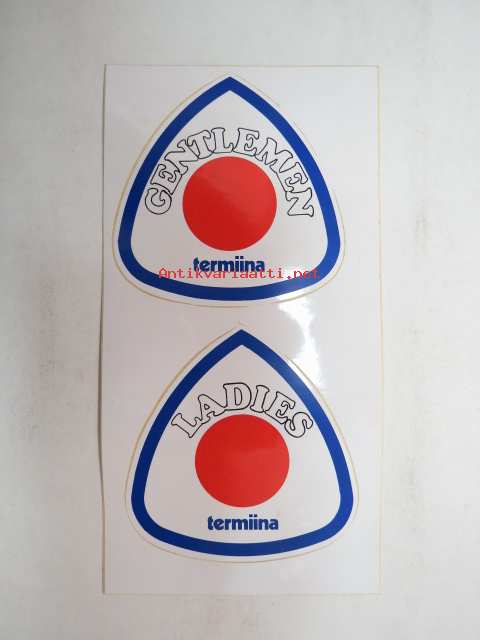 GENTLEMEN
termiina
Antikvariaatti.net
LADIES
termiina